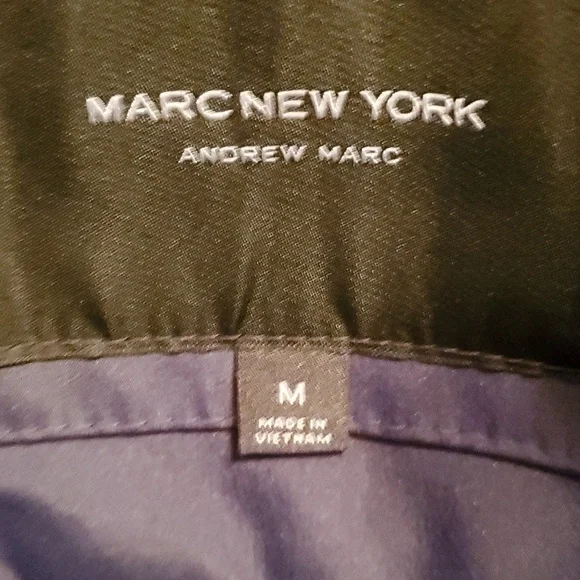 MARC NEW YORK
ANDREW MARC
M
MADE IN
VIETNAM